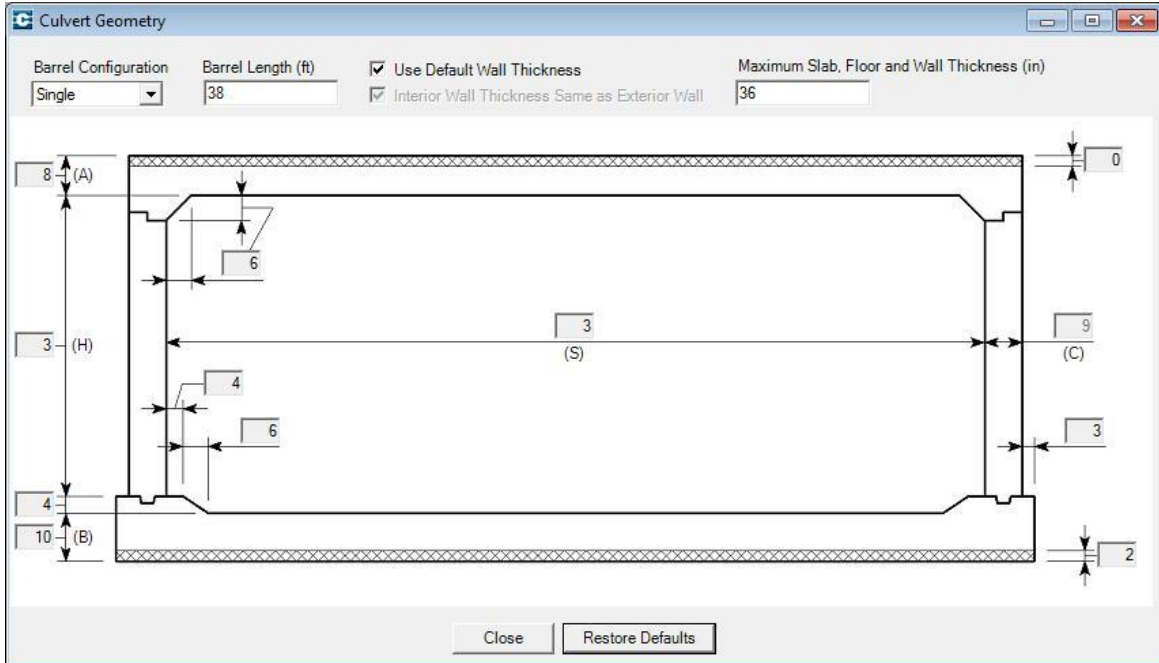 Culvert Geometry
Barrel Configuration Barrel Length (ft) Use Default Wall Thickness Maximum Slab, Floor and Wall Thickness (in)
Single 38 Interior Wall Thickness Same as Exterior Wall 36
8 (A) 0
6
3 (H) 3 9
(S) (C)
4
6 3
4
10 (B) 2
Close Restore Defaults